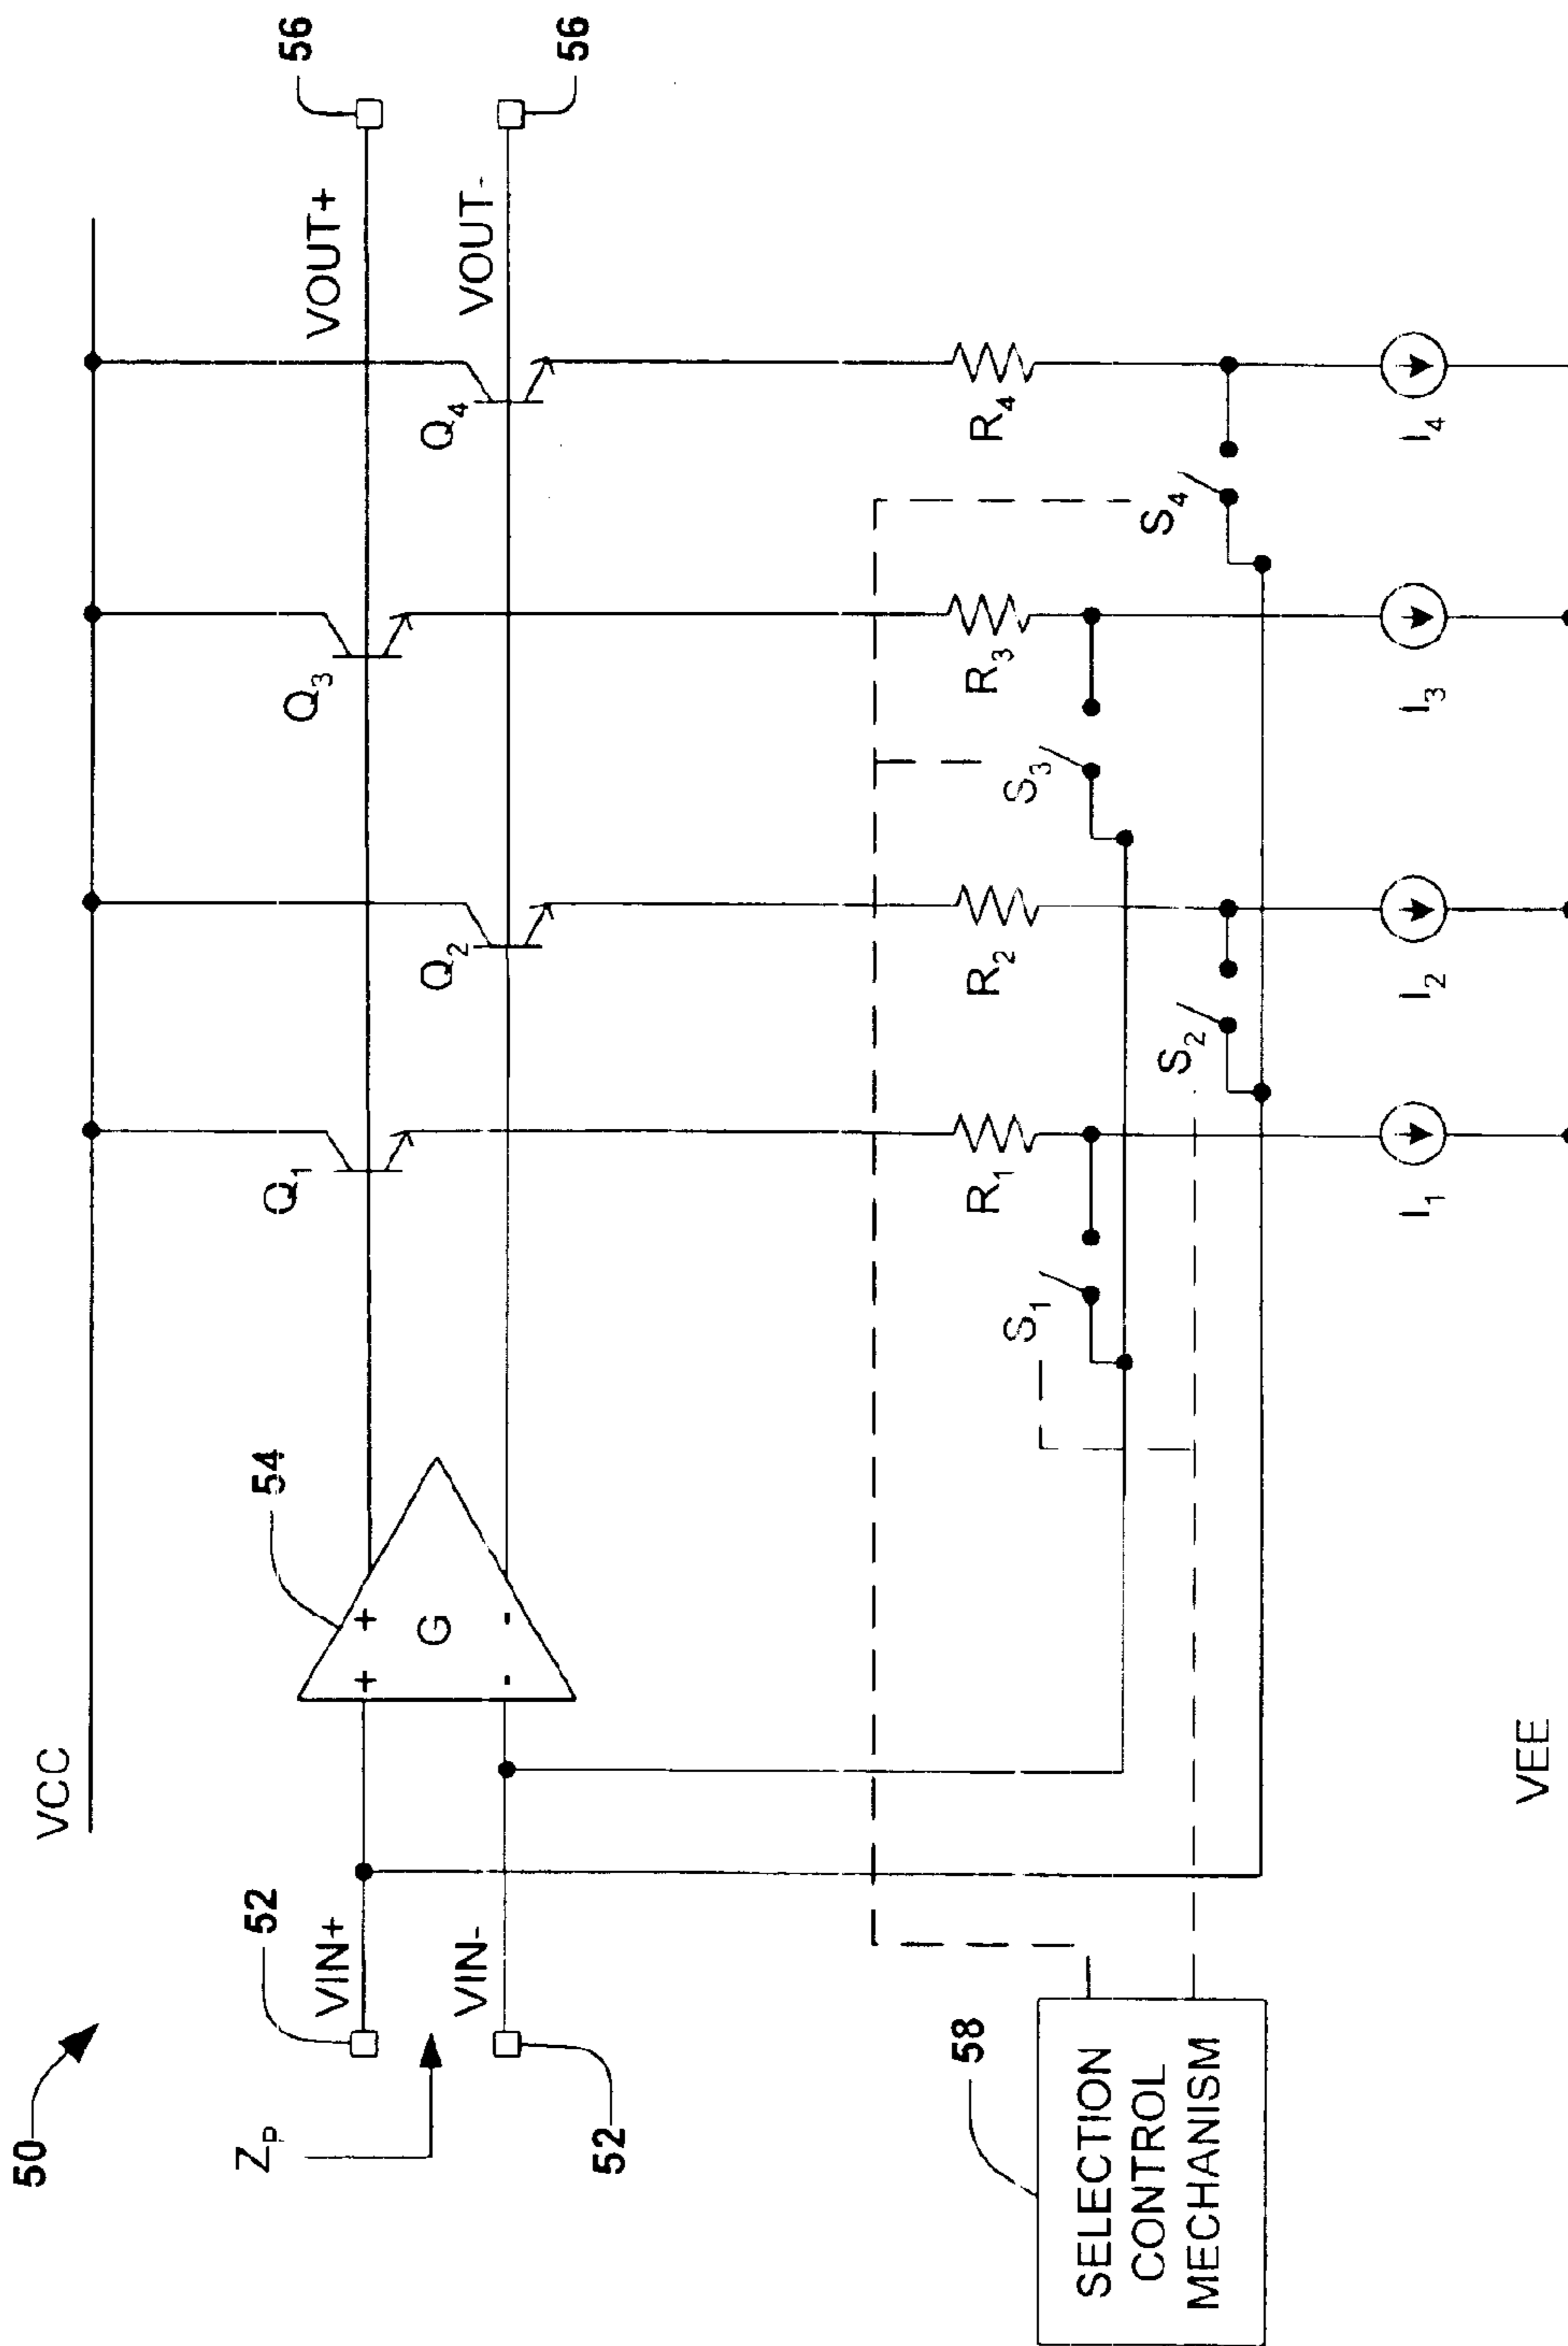 50
VCC
52
VIN+
ZP
VIN-
52
54
+ +
G
- -
VOUT+
56
VOUT-
56
Q1
Q2
Q3
Q4
R1
R2
R3
R4
S1
S2
S3
S4
58
SELECTION
CONTROL
MECHANISM
I1
I2
I3
I4
VEE